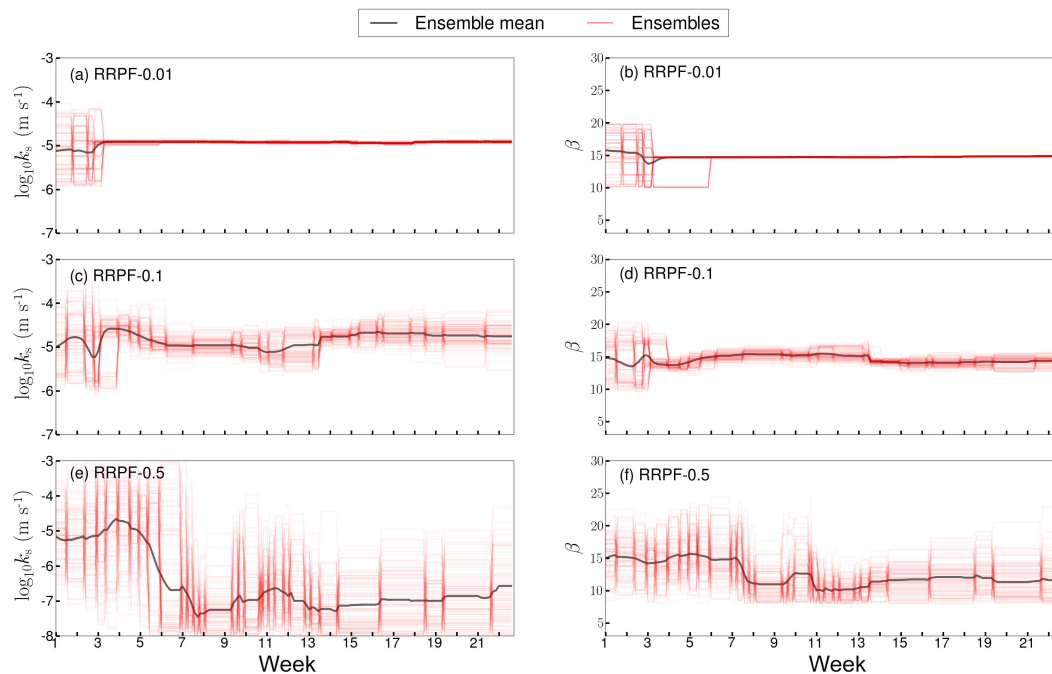 Ensemble mean Ensembles
(a) RRPF-0.01
log₁₀kₛ (m s⁻¹)
-3
-4
-5
-6
-7
(b) RRPF-0.01
β
30
25
20
15
10
5
(c) RRPF-0.1
log₁₀kₛ (m s⁻¹)
-3
-4
-5
-6
-7
(d) RRPF-0.1
β
30
25
20
15
10
5
(e) RRPF-0.5
log₁₀kₛ (m s⁻¹)
-3
-4
-5
-6
-7
-8
9 3 5 7 9 11 13 15 17 19 21
Week
(f) RRPF-0.5
β
30
25
20
15
10
5
1 3 5 7 9 11 13 15 17 19 21
Week